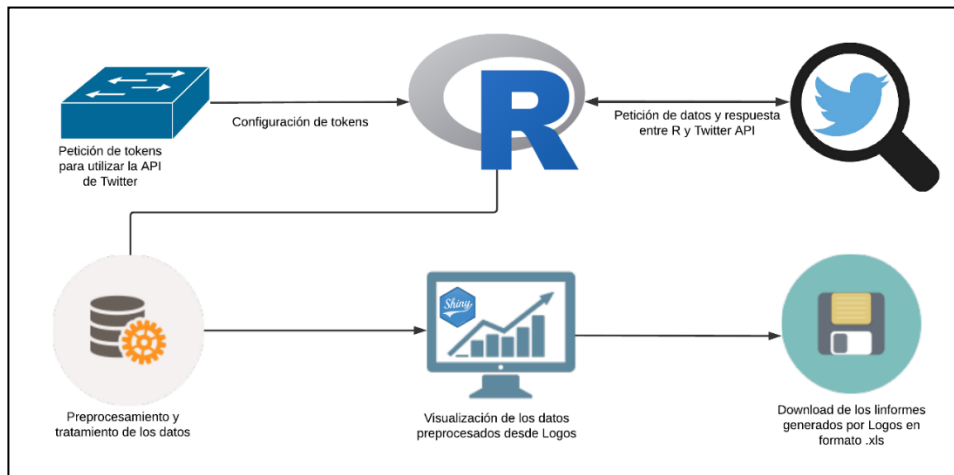 Petición de tokens
para utilizar la API
de Twitter
Configuración de tokens
R
Petición de datos y respuesta
entre R y Twitter API
Preprocesamiento y
tratamiento de los datos
Shiny
Visualización de los datos
preprocesados desde Logos
Download de los linformes
generados por Logos en
formato .xls